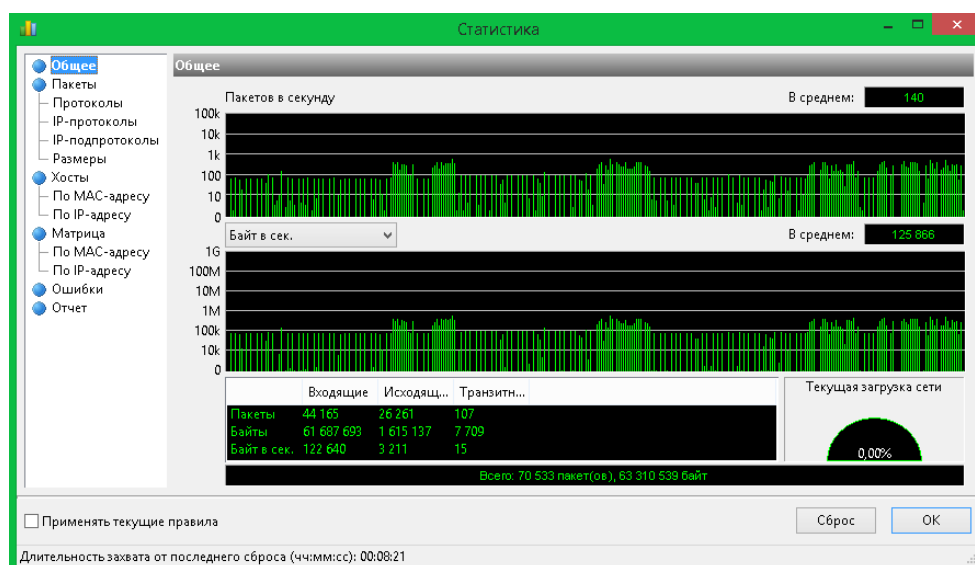 Статистика
Общее
Пакеты
Протоколы
IP-протоколы
IP-подпротоколы
Размеры
Хосты
По MAC-адресу
По IP-адресу
Матрица
По MAC-адресу
По IP-адресу
Ошибки
Отчет
Общее
Пакетов в секунду
В среднем: 140
100k
10k
1k
100
10
0
Байт в сек.
В среднем: 125 866
1G
100M
10M
1M
100k
10k
0
Входящие Исходящ... Транзитн...
Пакеты 44 165 26 261 107
Байты 61 687 693 1 615 137 7 709
Байт в сек. 122 640 3 211 15
Текущая загрузка сети
0,00%
Всего: 70 533 пакет(ов), 63 310 539 байт
Применять текущие правила
Сброс
OK
Длительность захвата от последнего сброса (чч:мм:сс): 00:08:21